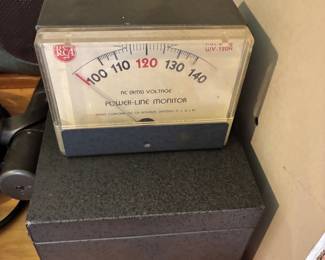 RCA
WV-120A
100 110 120 130 140
AC (RMS) VOLTAGE
POWER-LINE MONITOR